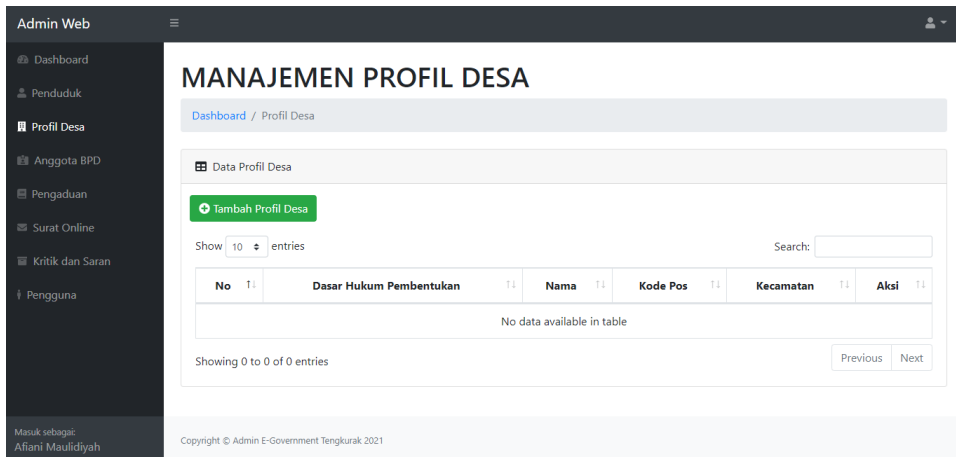 Admin Web
Dashboard
Penduduk
Profil Desa
Anggota BPD
Pengaduan
Surat Online
Kritik dan Saran
Pengguna
Masuk sebagai:
Afiani Maulidiyah
MANAJEMEN PROFIL DESA
Dashboard / Profil Desa
Data Profil Desa
Tambah Profil Desa
Show 10 entries Search:
No Dasar Hukum Pembentukan Nama Kode Pos Kecamatan Aksi
No data available in table
Showing 0 to 0 of 0 entries Previous Next
Copyright © Admin E-Government Tengkurak 2021